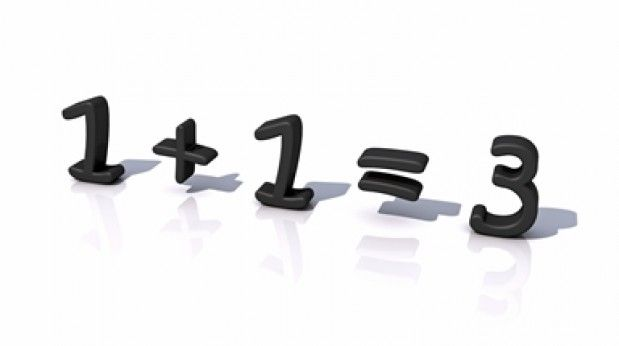 1 + 1 = 3